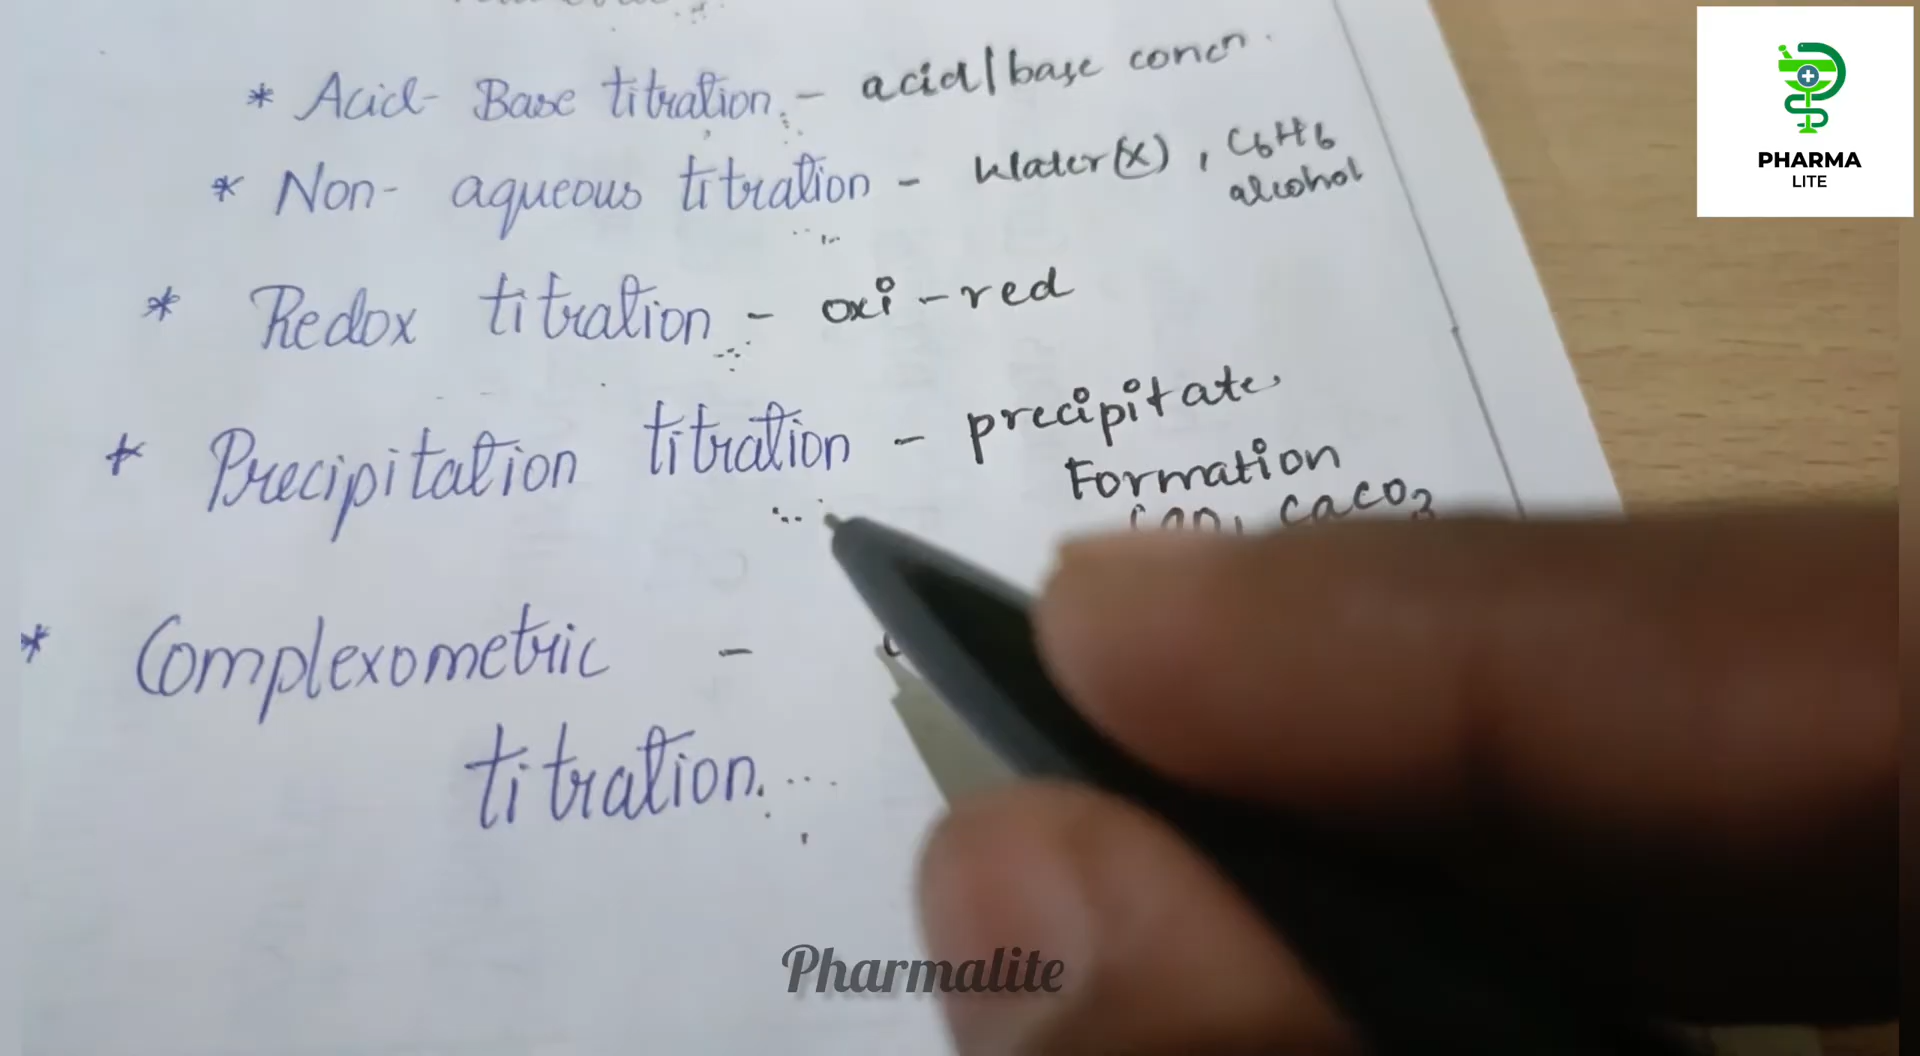 * Acid- Base titration. - acid/base concn.
* Non- aqueous titration - Water(x), C6H6
alcohol
* Redox titration - oxi-red
* Precipitation titration - precipitate
Formation
CaCO3
* Complexometric -
titration.
PHARMA
LITE
Pharmalite